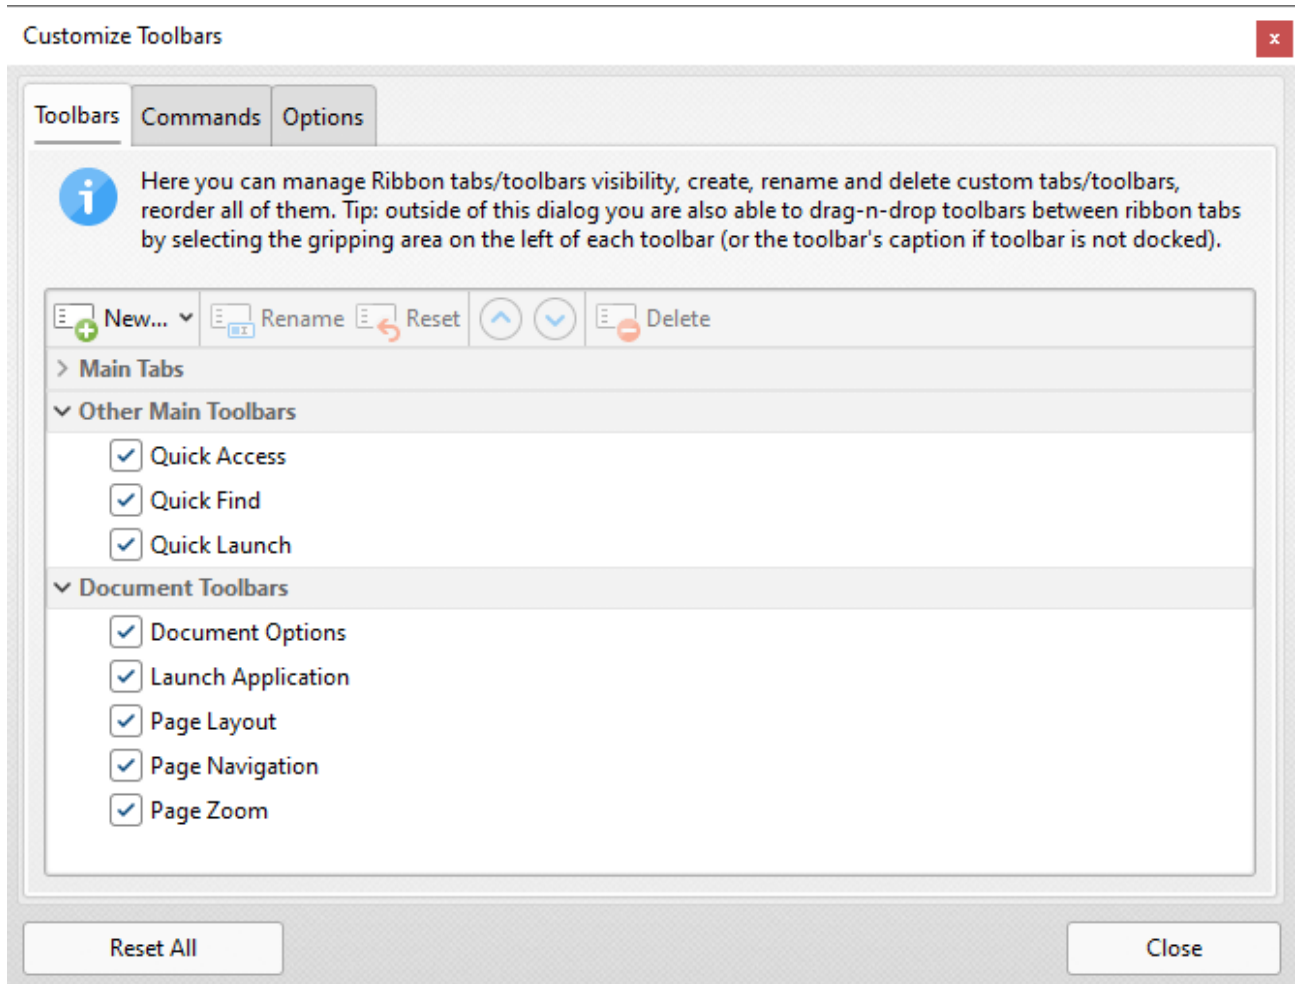 Customize Toolbars
x
Toolbars Commands Options
Here you can manage Ribbon tabs/toolbars visibility, create, rename and delete custom tabs/toolbars,
reorder all of them. Tip: outside of this dialog you are also able to drag-n-drop toolbars between ribbon tabs
by selecting the gripping area on the left of each toolbar (or the toolbar's caption if toolbar is not docked).
New... Rename Reset Delete
Main Tabs
Other Main Toolbars
Quick Access
Quick Find
Quick Launch
Document Toolbars
Document Options
Launch Application
Page Layout
Page Navigation
Page Zoom
Reset All Close